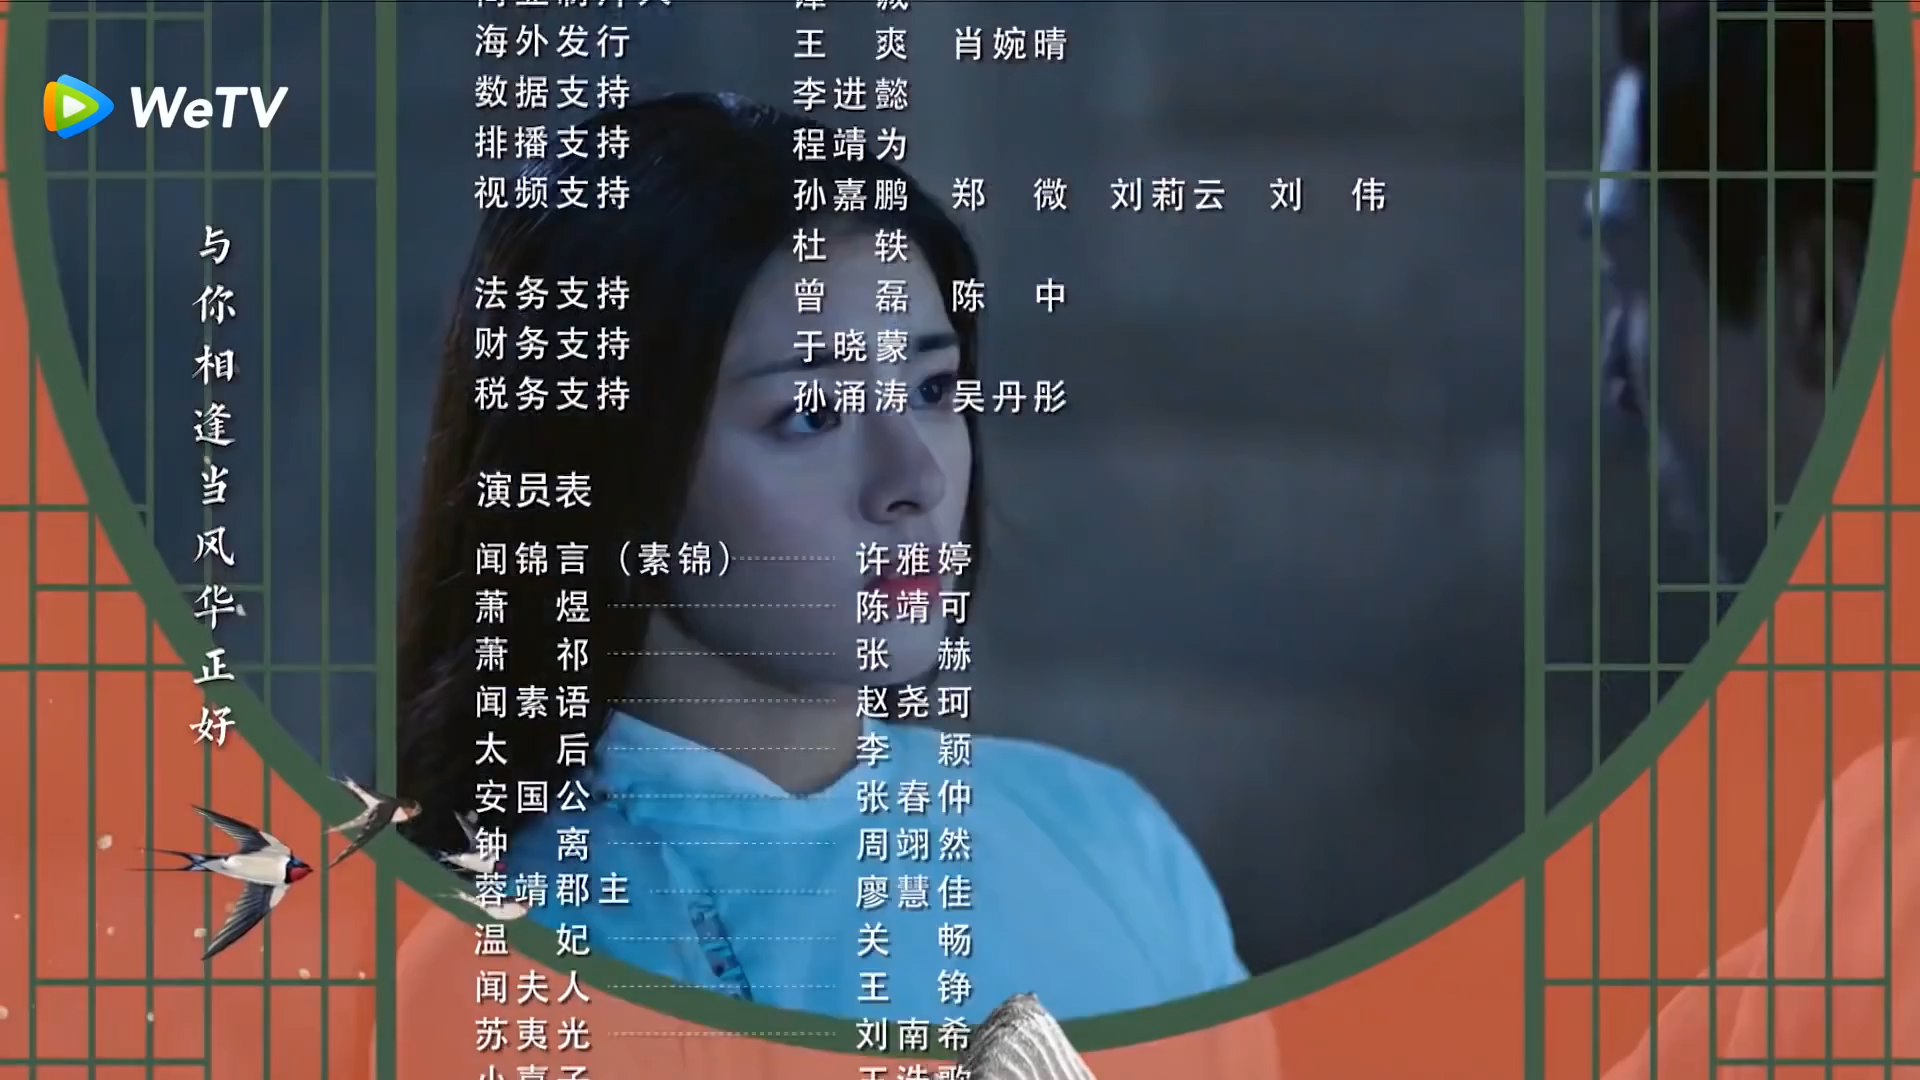 WeTV
与你相逢当风华正好
海外发行 王爽 肖婉晴
数据支持 李进懿
排播支持 程靖为
视频支持 孙嘉鹏 郑微 刘莉云 刘伟
杜轶
法务支持 曾磊 陈中
财务支持 于晓蒙
税务支持 孙涌涛 吴丹彤
演员表
闻锦言（素锦） 许雅婷
萧煜 陈靖可
萧祁 张赫
闻素语 赵尧珂
太后 李颖
安国公 张春仲
钟离 周翊然
蓉靖郡主 廖慧佳
温妃 关畅
闻夫人 王铮
苏夷光 刘南希